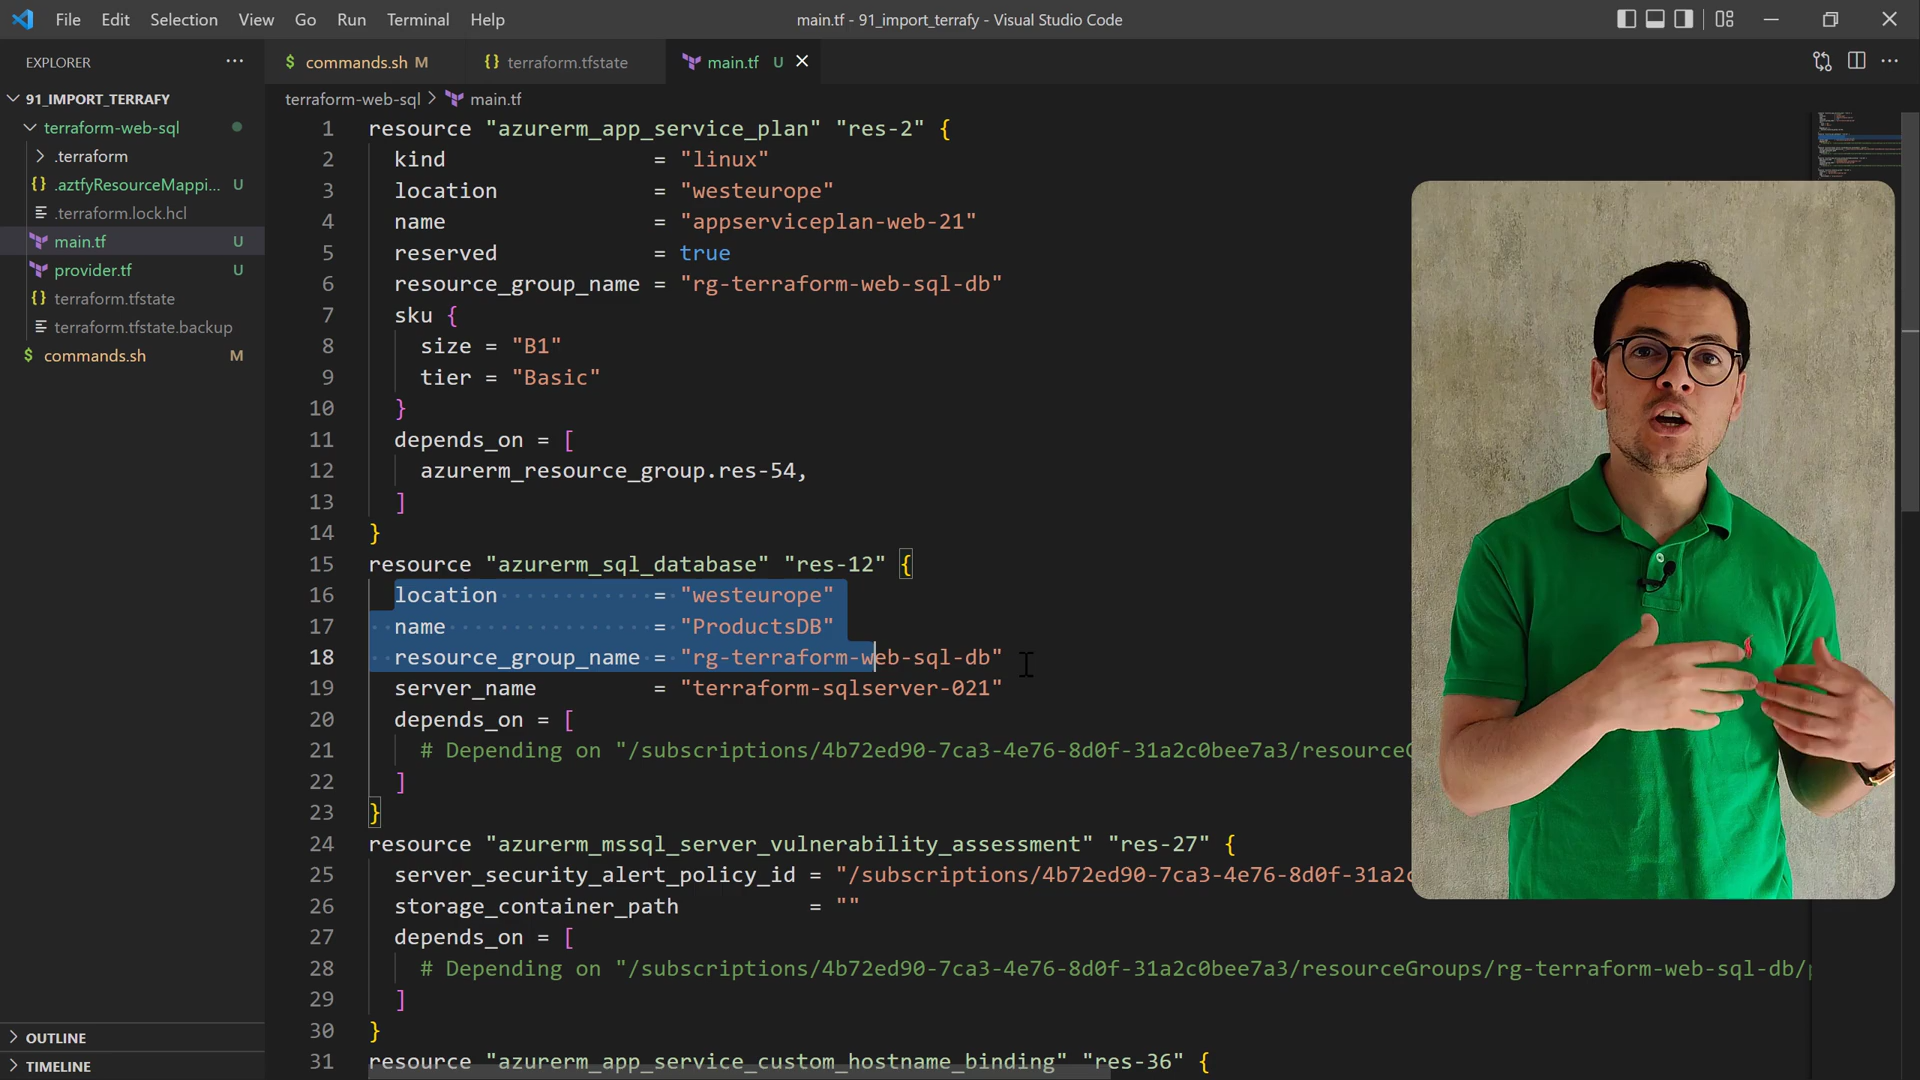 File Edit Selection View Go Run Terminal Help
main.tf - 91_import_terrafy - Visual Studio Code
EXPLORER
91_IMPORT_TERRAFY
terraform-web-sql
.terraform
.aztfyResourceMappi... U
.terraform.lock.hcl
main.tf U
provider.tf U
terraform.tfstate
terraform.tfstate.backup
$ commands.sh M
OUTLINE
TIMELINE
$ commands.sh M
{} terraform.tfstate
main.tf U
terraform-web-sql > main.tf
1 resource "azurerm_app_service_plan" "res-2" {
2 kind = "linux"
3 location = "westeurope"
4 name = "appserviceplan-web-21"
5 reserved = true
6 resource_group_name = "rg-terraform-web-sql-db"
7 sku {
8 size = "B1"
9 tier = "Basic"
10 }
11 depends_on = [
12 azurerm_resource_group.res-54,
13 ]
14 }
15 resource "azurerm_sql_database" "res-12" {
16 location = "westeurope"
17 name = "ProductsDB"
18 resource_group_name = "rg-terraform-web-sql-db"
19 server_name = "terraform-sqlserver-021"
20 depends_on = [
21 # Depending on "/subscriptions/4b72ed90-7ca3-4e76-8d0f-31a2c0bee7a3/resourceG
22 ]
23 }
24 resource "azurerm_mssql_server_vulnerability_assessment" "res-27" {
25 server_security_alert_policy_id = "/subscriptions/4b72ed90-7ca3-4e76-8d0f-31a2c
26 storage_container_path = ""
27 depends_on = [
28 # Depending on "/subscriptions/4b72ed90-7ca3-4e76-8d0f-31a2c0bee7a3/resourceGroups/rg-terraform-web-sql-db/
29 ]
30 }
31 resource "azurerm_app_service_custom_hostname_binding" "res-36" {